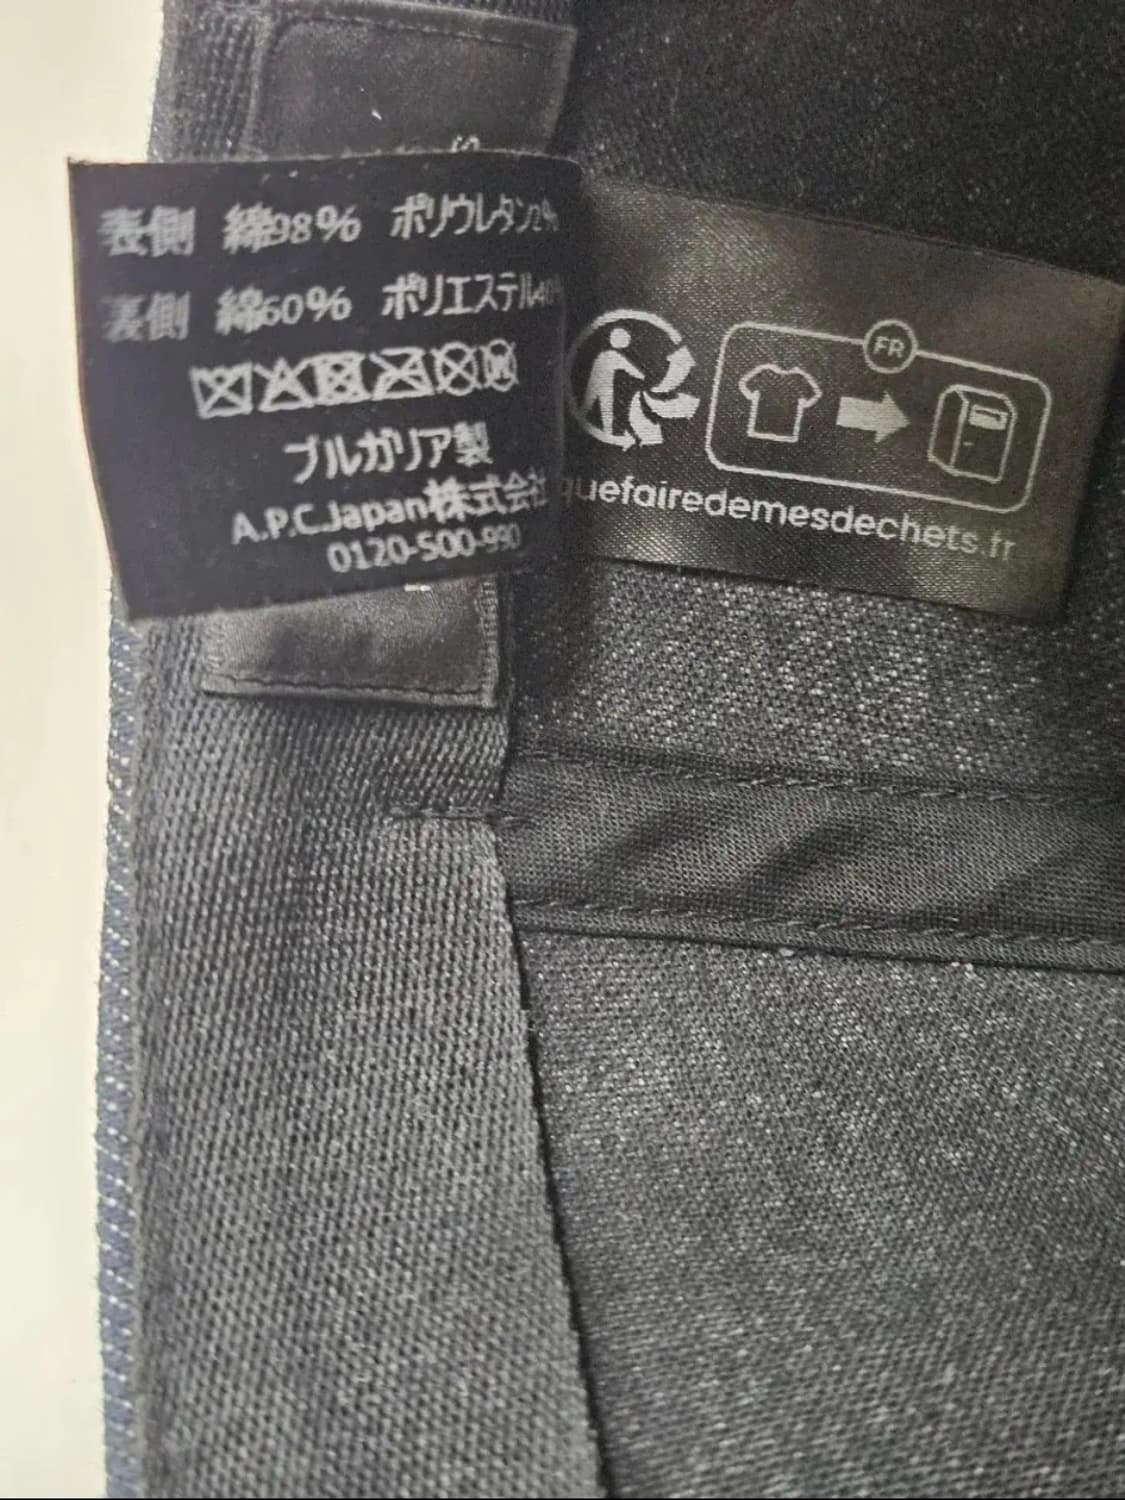 表側 綿98% ポリウレタン2%
裏側 綿60% ポリエステル40%
ブルガリア製
A.P.C.Japan株式会社
0120-500-990
FR
quefairedemesdechets.fr